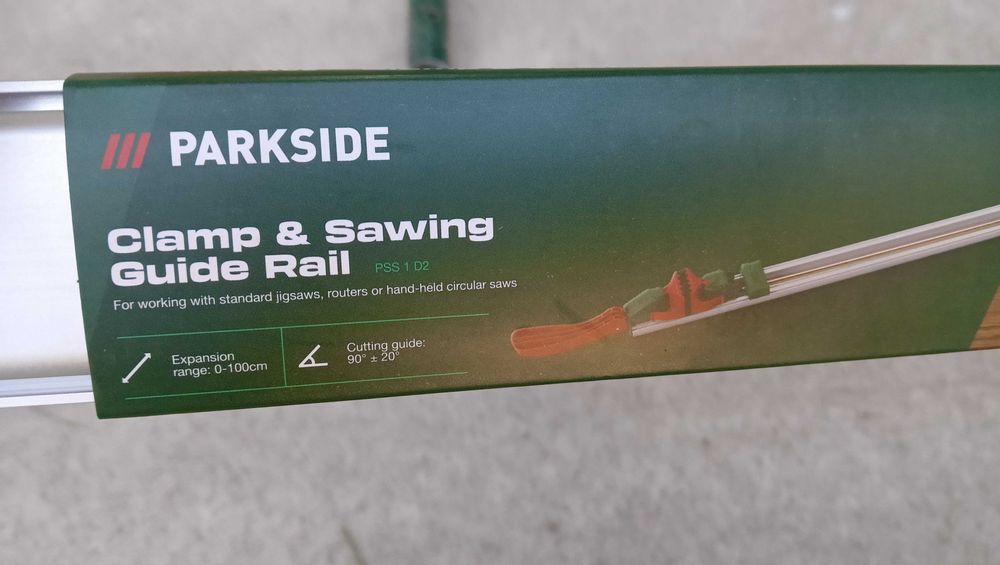 PARKSIDE
Clamp & Sawing
Guide Rail PSS 1 D2
For working with standard jigsaws, routers or hand-held circular saws
Expansion
range: 0-100cm
Cutting guide:
90° ± 20°